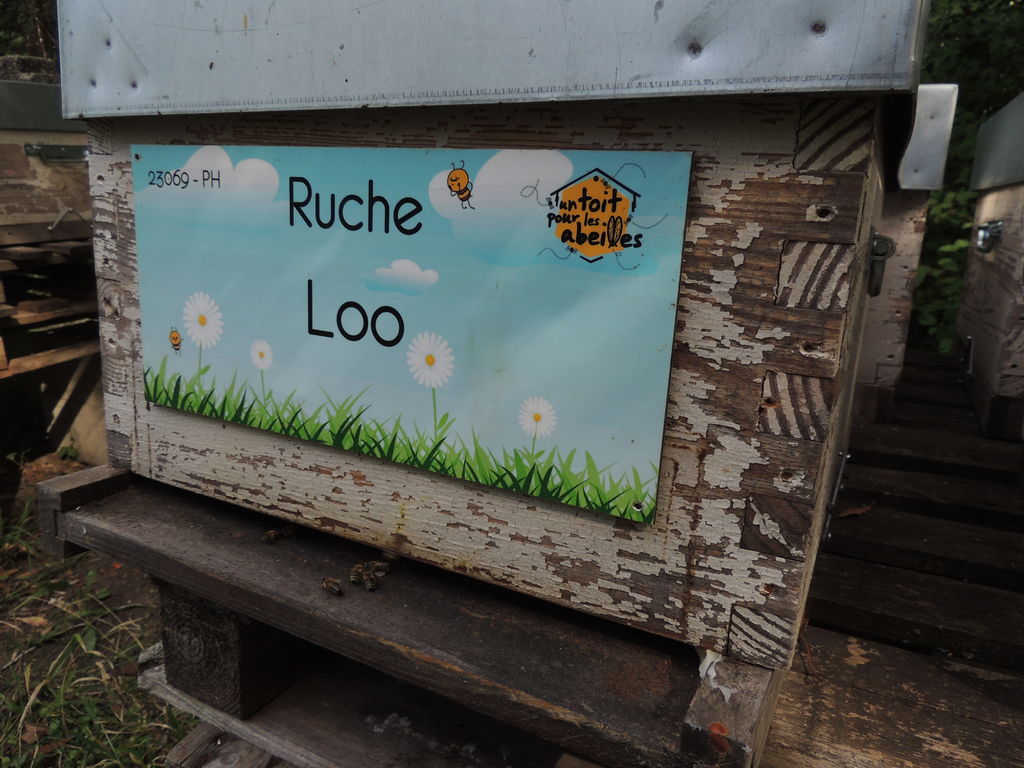 23069 - PH
Ruche
Loo
un toit
pour les
abeilles